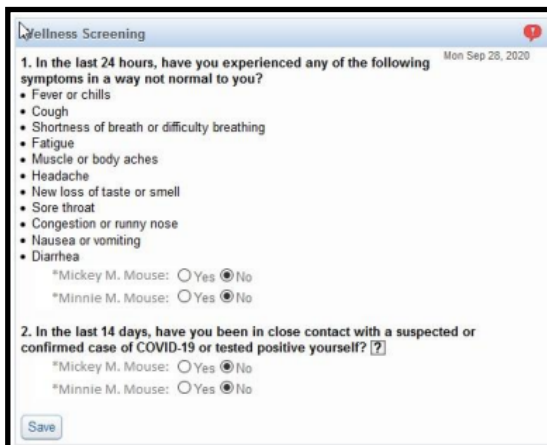 Wellness Screening
Mon Sep 28, 2020
1. In the last 24 hours, have you experienced any of the following
symptoms in a way not normal to you?
• Fever or chills
• Cough
• Shortness of breath or difficulty breathing
• Fatigue
• Muscle or body aches
• Headache
• New loss of taste or smell
• Sore throat
• Congestion or runny nose
• Nausea or vomiting
• Diarrhea
*Mickey M. Mouse: Yes No
*Minnie M. Mouse: Yes No
2. In the last 14 days, have you been in close contact with a suspected or
confirmed case of COVID-19 or tested positive yourself? ?
*Mickey M. Mouse: Yes No
*Minnie M. Mouse: Yes No
Save